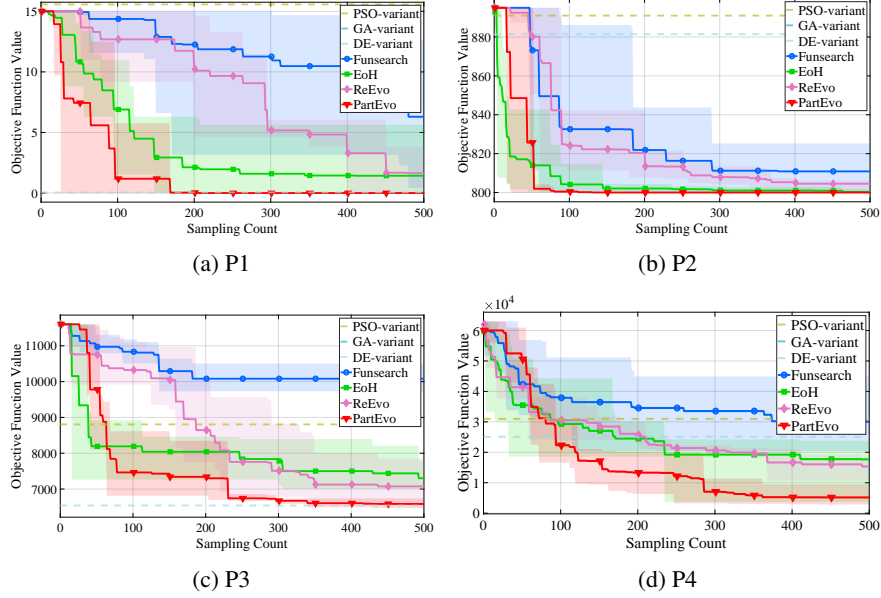 Objective Function Value
15
10
5
0
0
100
200
300
400
500
Sampling Count
PSO-variant
GA-variant
DE-variant
Funsearch
EoH
ReEvo
PartEvo
(a) P1
Objective Function Value
880
860
840
820
800
0
100
200
300
400
500
Sampling Count
PSO-variant
GA-variant
DE-variant
Funsearch
EoH
ReEvo
PartEvo
(b) P2
Objective Function Value
11000
10000
9000
8000
7000
0
100
200
300
400
500
Sampling Count
PSO-variant
GA-variant
DE-variant
Funsearch
EoH
ReEvo
PartEvo
(c) P3
×10⁴
Objective Function Value
6
5
4
3
2
1
0
0
100
200
300
400
500
Sampling Count
PSO-variant
GA-variant
DE-variant
Funsearch
EoH
ReEvo
PartEvo
(d) P4